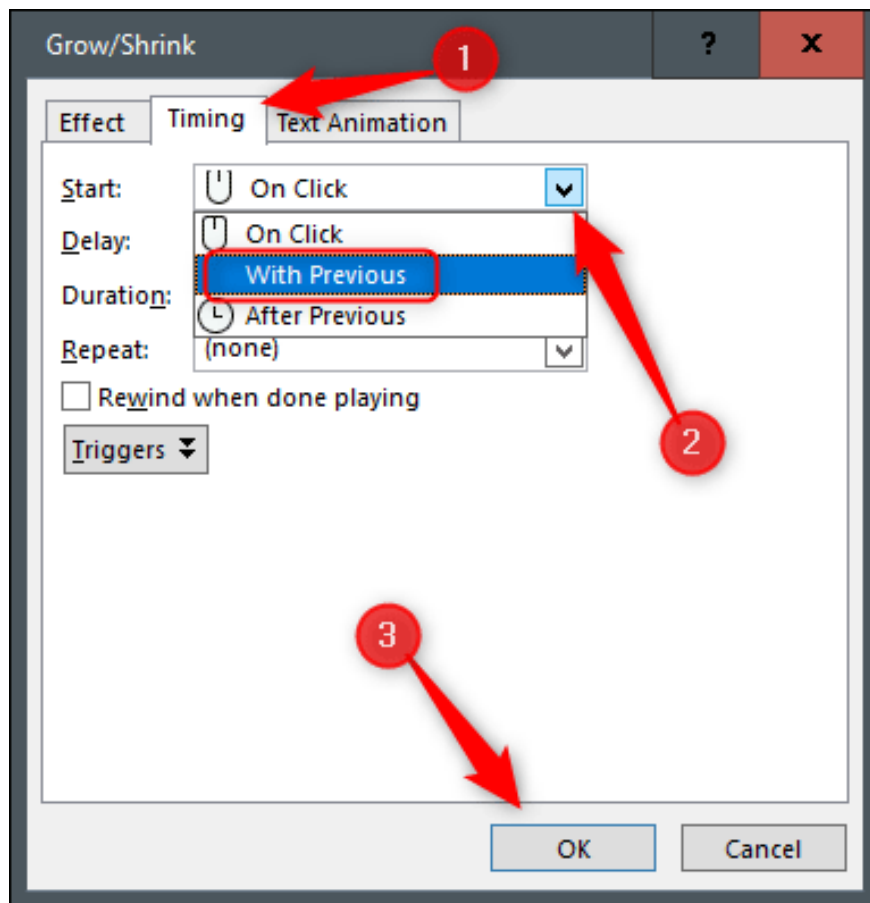 Grow/Shrink ? x
1
Effect Timing Text Animation
Start: On Click
Delay: On Click
With Previous
Duration:
After Previous
Repeat: (none)
Rewind when done playing
Triggers
2
3
OK Cancel